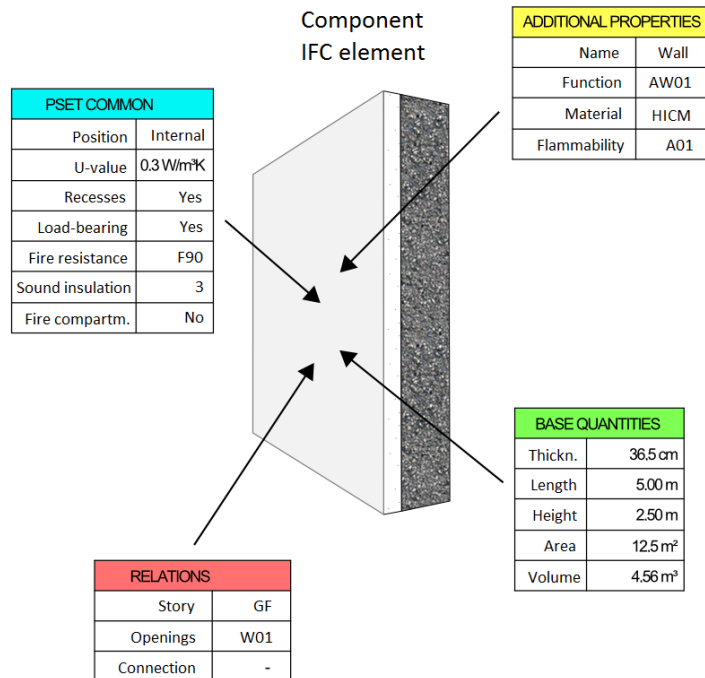 Component
IFC element
ADDITIONAL PROPERTIES
Name Wall
Function AW01
Material HICM
Flammability A01
PSET COMMON
Position Internal
U-value 0.3 W/m³K
Recesses Yes
Load-bearing Yes
Fire resistance F90
Sound insulation 3
Fire compartm. No
BASE QUANTITIES
Thickn. 36.5 cm
Length 5.00 m
Height 2.50 m
Area 12.5 m²
Volume 4.56 m³
RELATIONS
Story GF
Openings W01
Connection -